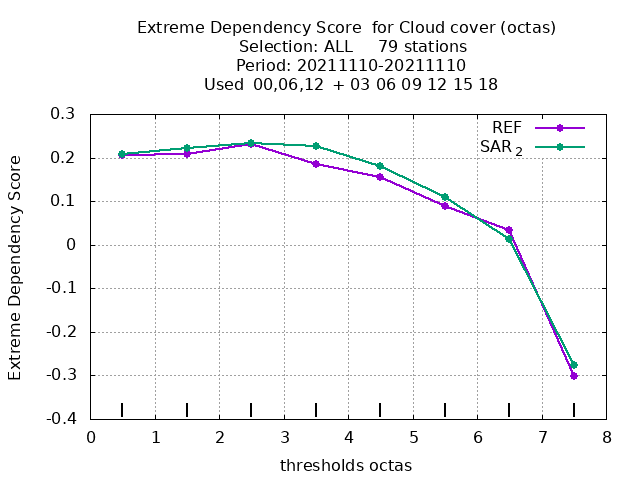 Extreme Dependency Score  for Cloud cover (octas)
Selection: ALL     79 stations
Period: 20211110-20211110
Used  00,06,12  + 03 06 09 12 15 18
REF
SAR 2
0.3
0.2
0.1
0
-0.1
-0.2
-0.3
-0.4
Extreme Dependency Score
0 1 2 3 4 5 6 7 8
thresholds octas